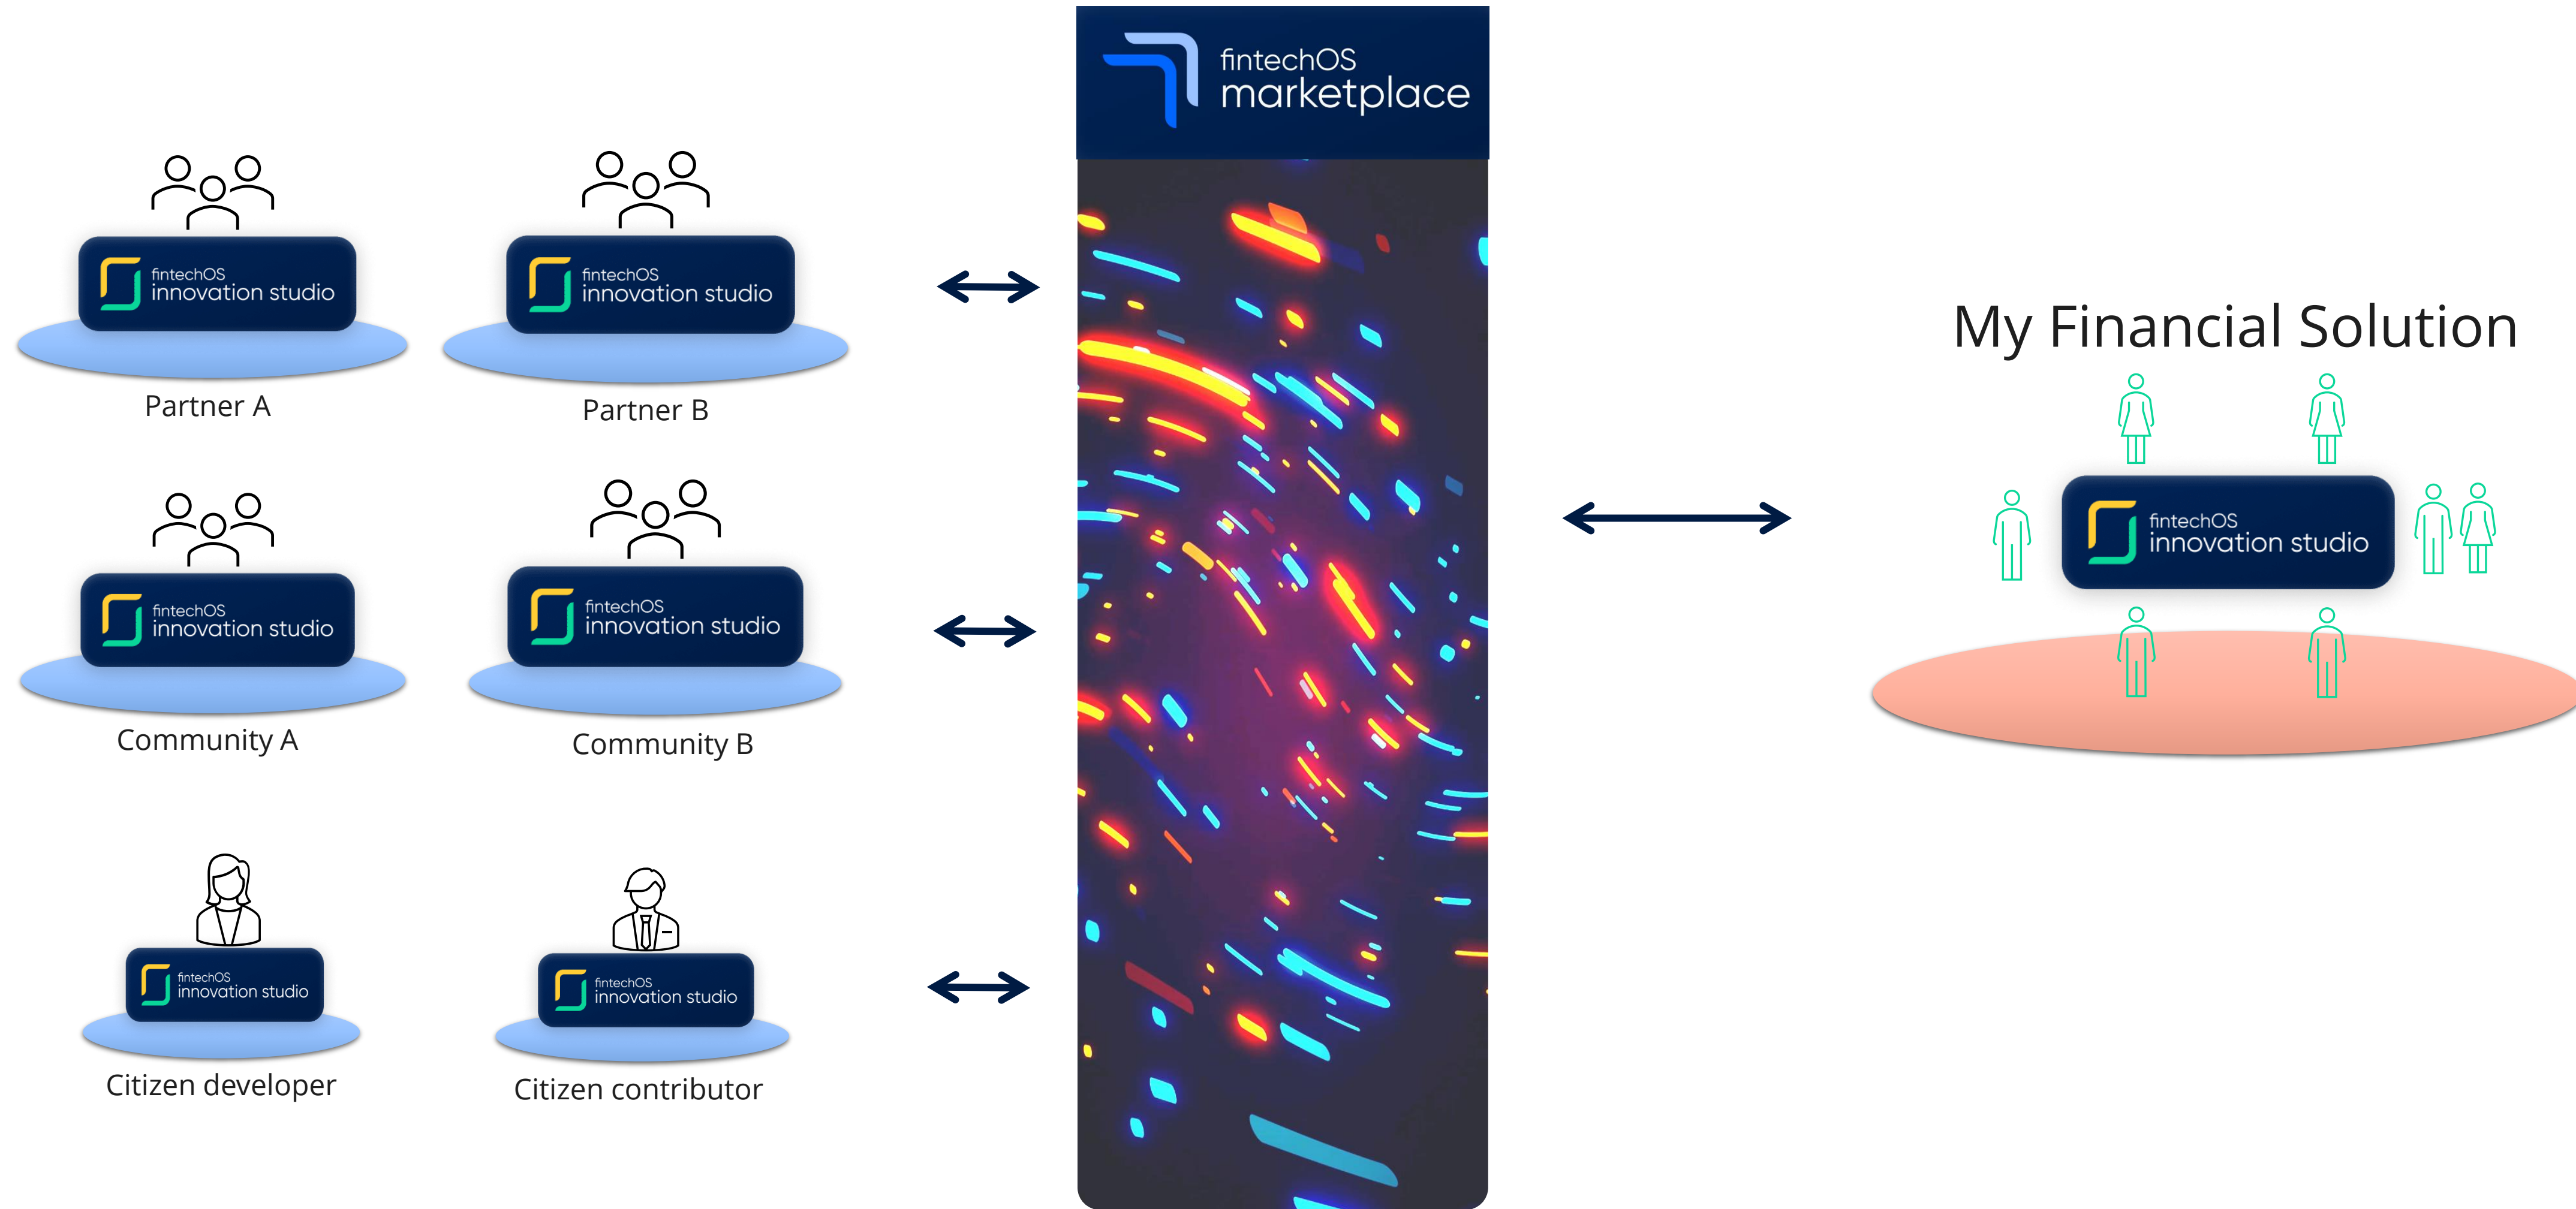 fintechOS
marketplace
fintechOS
innovation studio
Partner A
fintechOS
innovation studio
Partner B
My Financial Solution
fintechOS
innovation studio
fintechOS
innovation studio
Community A
fintechOS
innovation studio
Community B
fintechOS
innovation studio
Citizen developer
fintechOS
innovation studio
Citizen contributor